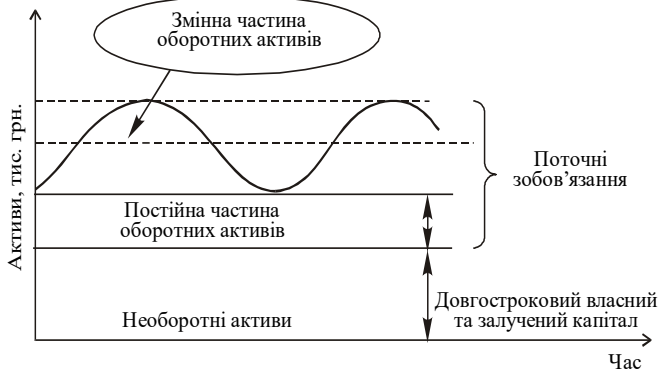 Змінна частина
оборотних активів
Активи, тис. грн.
Поточні
зобов’язання
Постійна частина
оборотних активів
Довгостроковий власний
та залучений капітал
Необоротні активи
Час